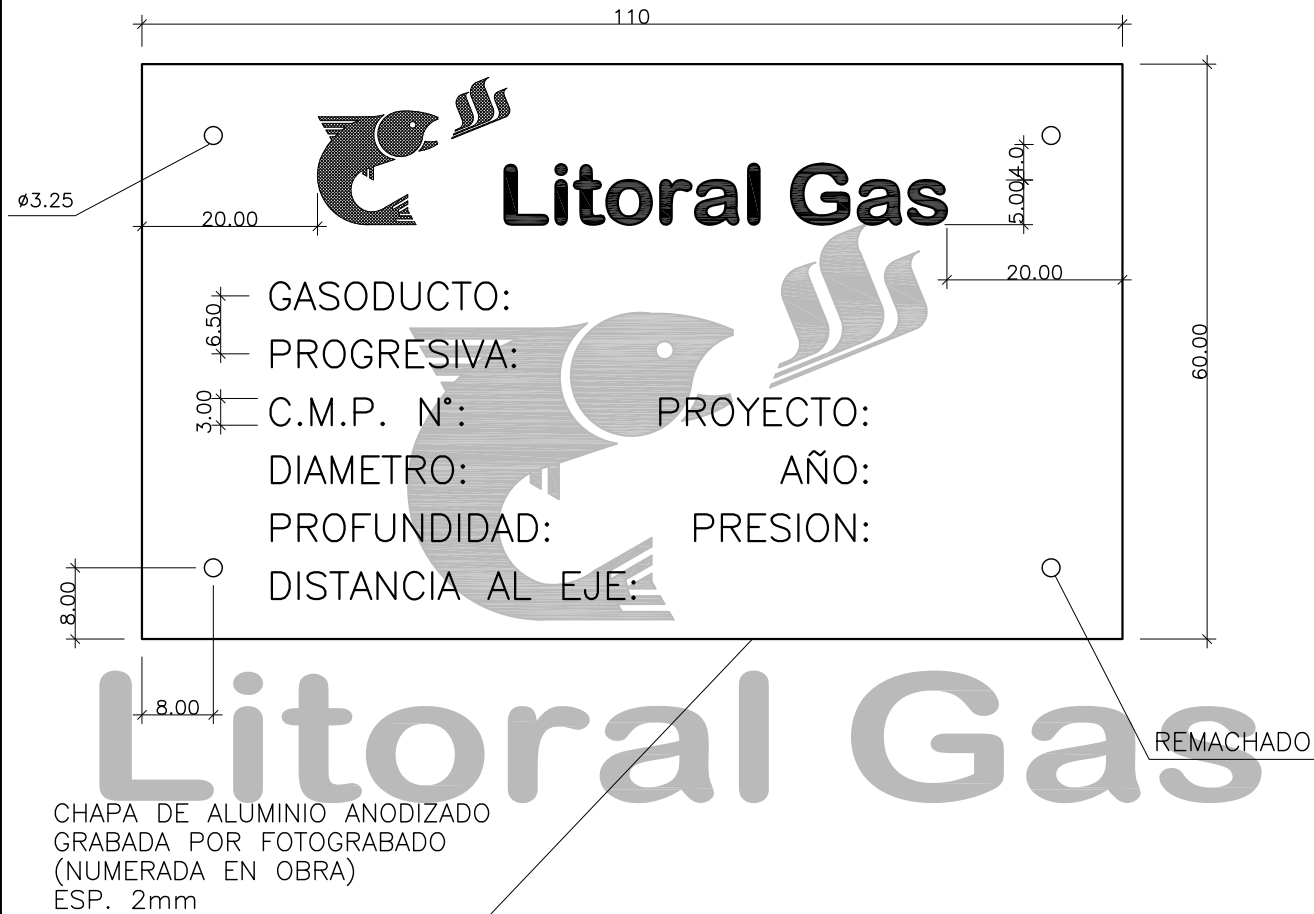 110
ø3.25
20.00
Litoral Gas
4.0
5.00
20.00
GASODUCTO:
6.50
PROGRESIVA:
60.00
3.00
C.M.P. N°: PROYECTO:
DIAMETRO: AÑO:
PROFUNDIDAD: PRESION:
DISTANCIA AL EJE:
8.00
8.00
Litoral Gas
REMACHADO
CHAPA DE ALUMINIO ANODIZADO
GRABADA POR FOTOGRABADO
(NUMERADA EN OBRA)
ESP. 2mm